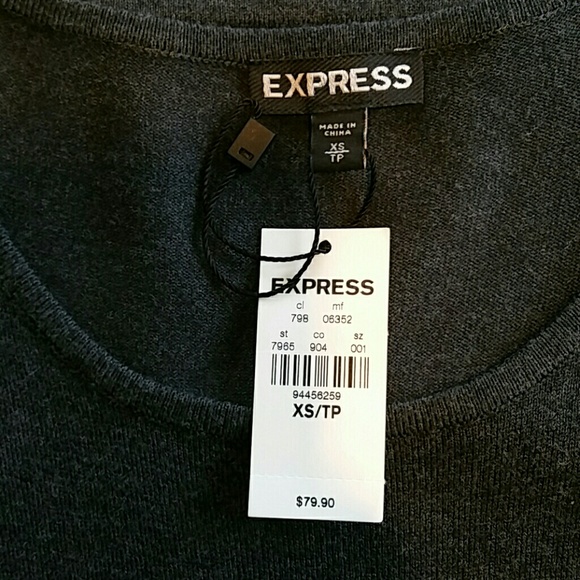 EXPRESS
MADE IN
CHINA
XS
TP
EXPRESS
cl mf
798 06352
st co sz
7965 904 001
94456259
XS/TP
$79.90